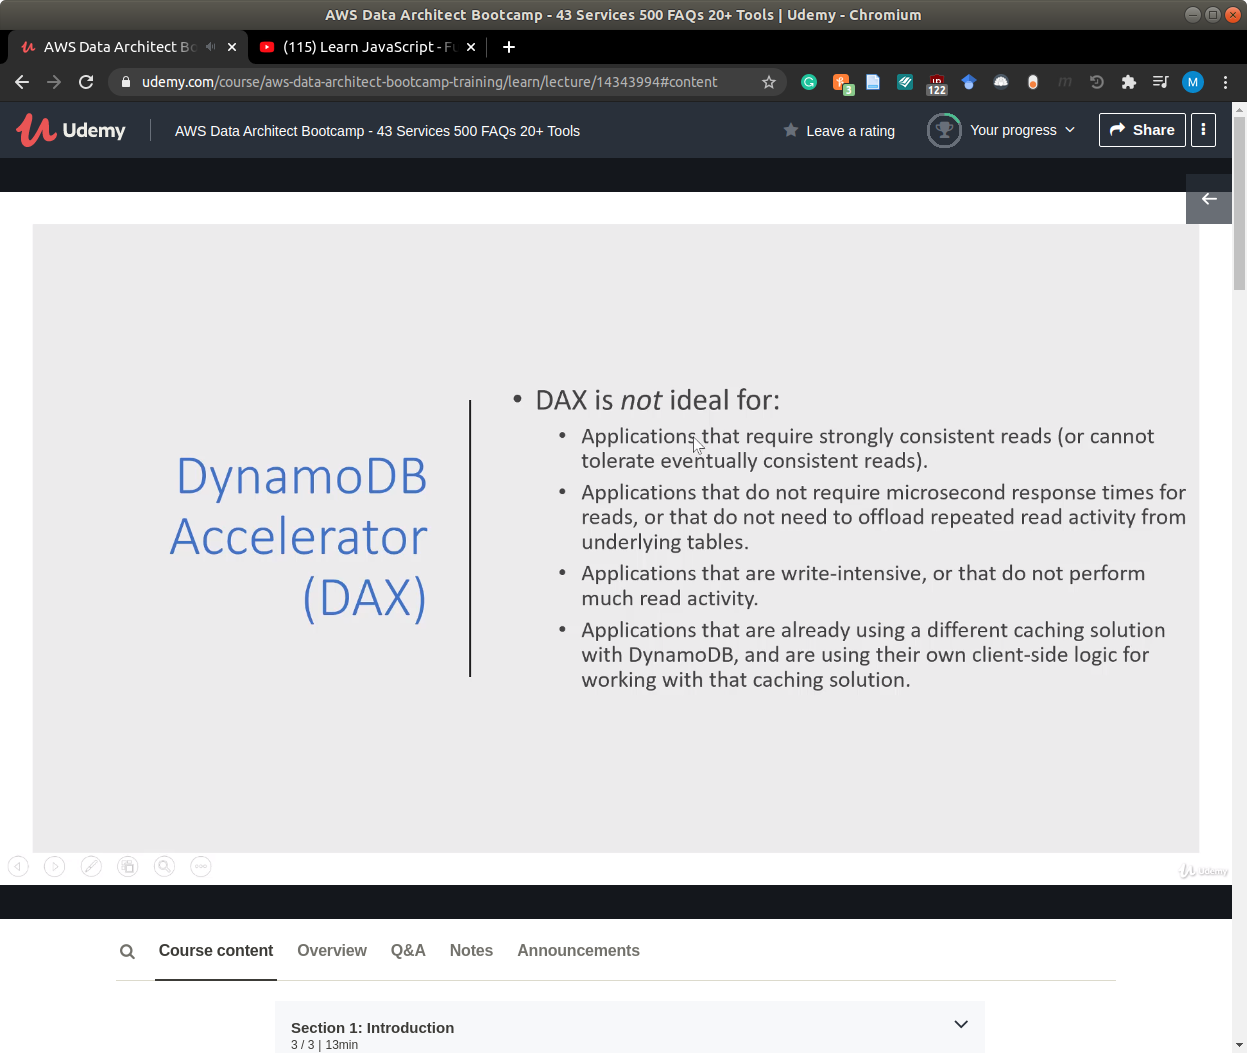 AWS Data Architect Bootcamp - 43 Services 500 FAQs 20+ Tools | Udemy - Chromium
AWS Data Architect Bo
(115) Learn JavaScript - Fu
udemy.com/course/aws-data-architect-bootcamp-training/learn/lecture/14343994#content
3
122
M
Udemy
AWS Data Architect Bootcamp - 43 Services 500 FAQs 20+ Tools
Leave a rating
Your progress
Share
DynamoDB
Accelerator
(DAX)
• DAX is not ideal for:
• Applications that require strongly consistent reads (or cannot
tolerate eventually consistent reads).
• Applications that do not require microsecond response times for
reads, or that do not need to offload repeated read activity from
underlying tables.
• Applications that are write-intensive, or that do not perform
much read activity.
• Applications that are already using a different caching solution
with DynamoDB, and are using their own client-side logic for
working with that caching solution.
Udemy
Course content
Overview
Q&A
Notes
Announcements
Section 1: Introduction
3 / 3 | 13min